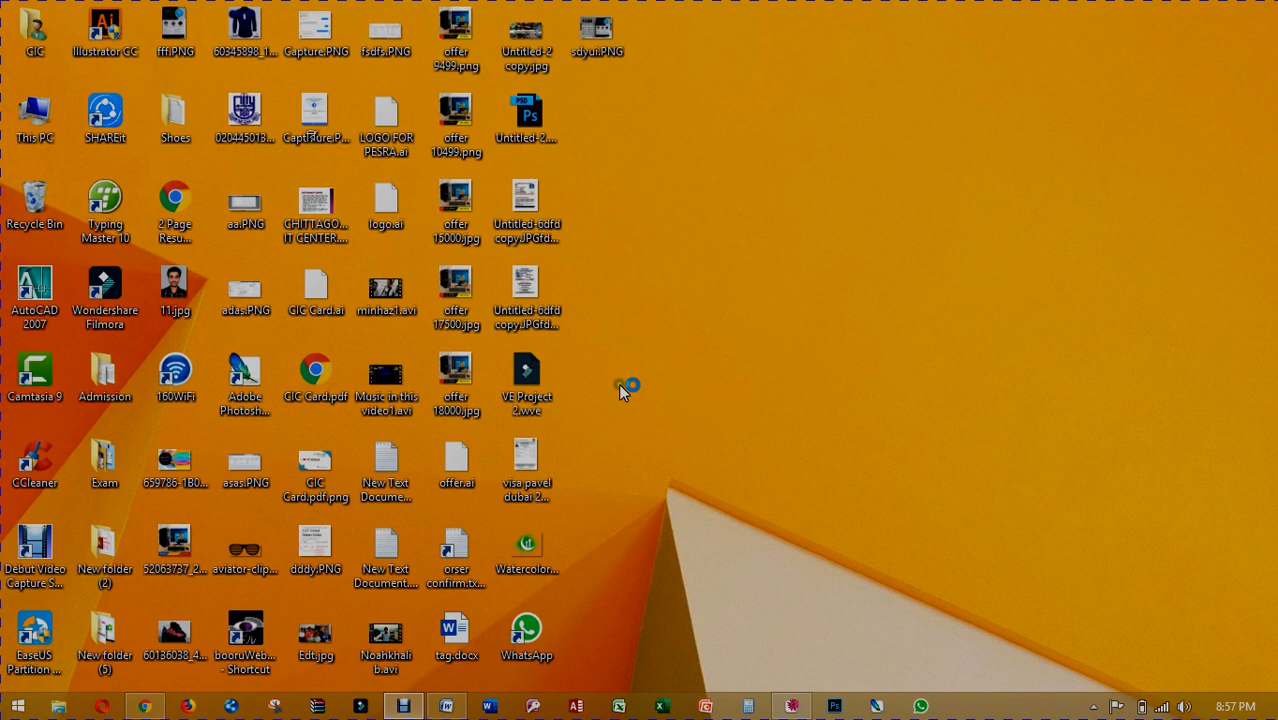 CIC
Illustrator CC
fff.PNG
60345898_1...
Capture.PNG
fsdfs.PNG
offer
9499.png
Untitled-2
copy.jpg
sdyui.PNG
This PC
SHAREit
Shoes
020445013...
LOGO FOR
PESRA.ai
offer
10499.png
Untitled-2....
Recycle Bin
Typing
Master 10
2 Page
Resu...
aa.PNG
CHITTAGO...
IT CENTER....
logo.ai
offer
15000.jpg
Untitled-6dfd
copy.JPGfd...
AutoCAD
2007
Wondershare
Filmora
11.jpg
adas.PNG
CIC Card.ai
minhaz1.avi
offer
17500.jpg
Untitled-6dfd
copy.JPGfd...
Camtasia 9
Admission
160WiFi
Adobe
Photosh...
CIC Card.pdf
Music in this
video1.avi
offer
18000.jpg
VE Project
2.wve
CCleaner
Exam
659786-1B0...
asas.PNG
CIC
Card.pdf.png
New Text
Docume...
offer.ai
visa pavel
dubai 2...
Debut Video
Capture S...
New folder
(2)
52063737_2...
aviator-clip...
dddy.PNG
New Text
Document....
orser
confirm.tx...
Watercolor...
EaseUS
Partition ...
New folder
(5)
60136038_4...
booruWeb...
- Shortcut
Edt.jpg
Noahkhali
b.avi
tag.docx
WhatsApp
8:57 PM